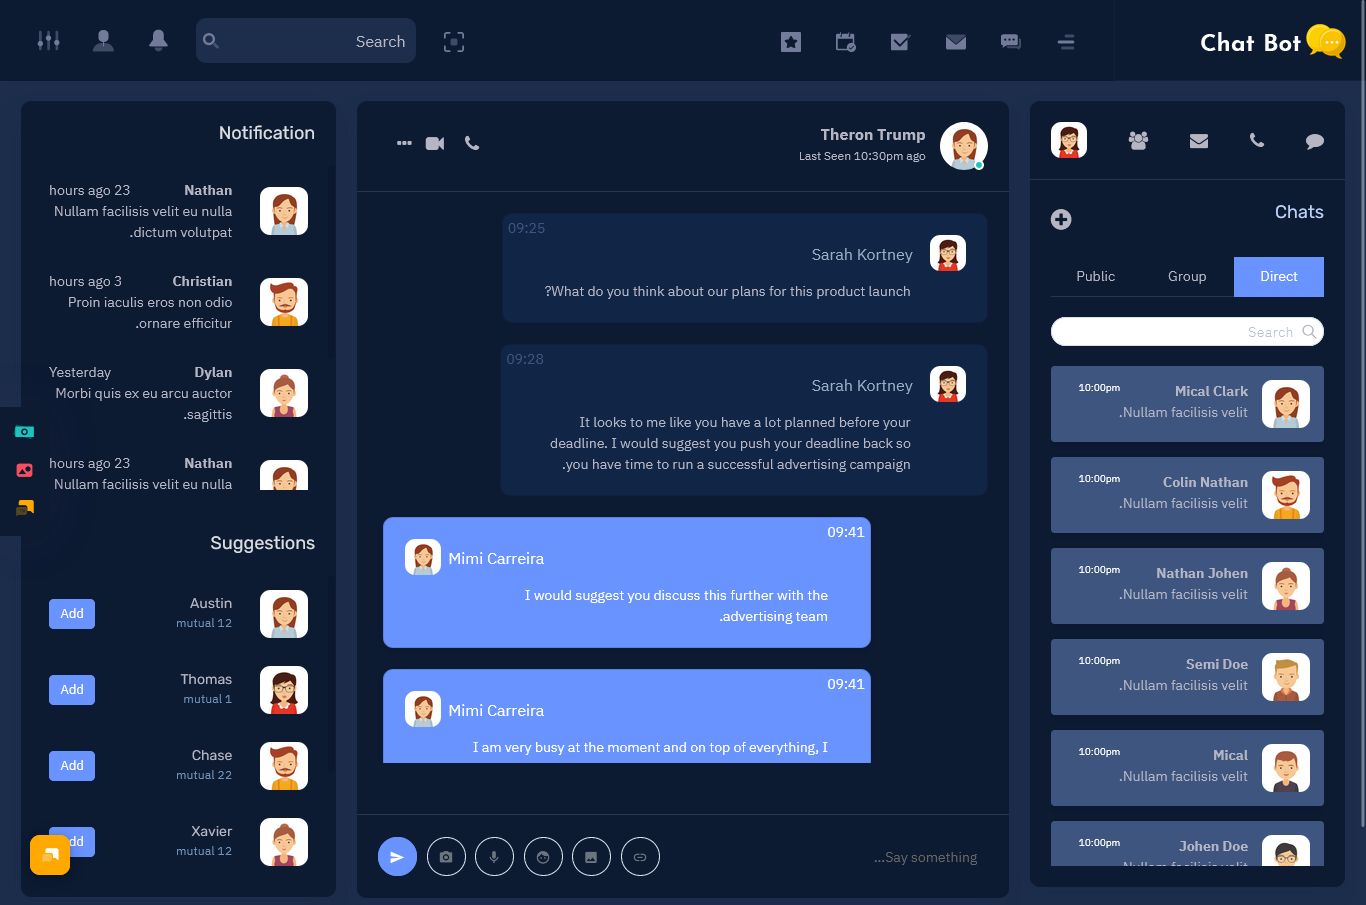 Search
Chat Bot
Notification
Nathan
hours ago 23
Nullam facilisis velit eu nulla
.dictum volutpat
Christian
hours ago 3
Proin iaculis eros non odio
.ornare efficitur
Dylan
Yesterday
Morbi quis ex eu arcu auctor
.sagittis
Nathan
hours ago 23
Nullam facilisis velit eu nulla
Suggestions
Austin
mutual 12
Add
Thomas
mutual 1
Add
Chase
mutual 22
Add
Xavier
mutual 12
Theron Trump
Last Seen 10:30pm ago
09:25
Sarah Kortney
?What do you think about our plans for this product launch
09:28
Sarah Kortney
It looks to me like you have a lot planned before your
deadline. I would suggest you push your deadline back so
.you have time to run a successful advertising campaign
09:41
Mimi Carreira
I would suggest you discuss this further with the
.advertising team
09:41
Mimi Carreira
I am very busy at the moment and on top of everything, I
...Say something
Chats
Public
Group
Direct
Search
10:00pm
Mical Clark
.Nullam facilisis velit
10:00pm
Colin Nathan
.Nullam facilisis velit
10:00pm
Nathan Johen
.Nullam facilisis velit
10:00pm
Semi Doe
.Nullam facilisis velit
10:00pm
Mical
.Nullam facilisis velit
10:00pm
Johen Doe